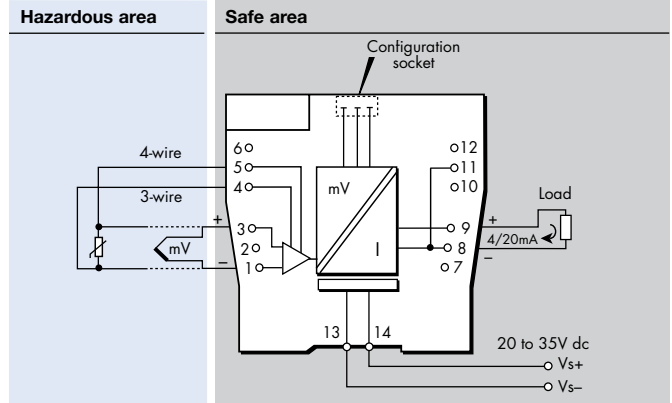 Hazardous area
Safe area
Configuration
socket
6
12
4-wire
5
11
4
10
3-wire
mV
Load
+
3
9
+
mV
2
I
8
4/20mA
–
1
7
–
13
14
20 to 35V dc
Vs+
Vs–